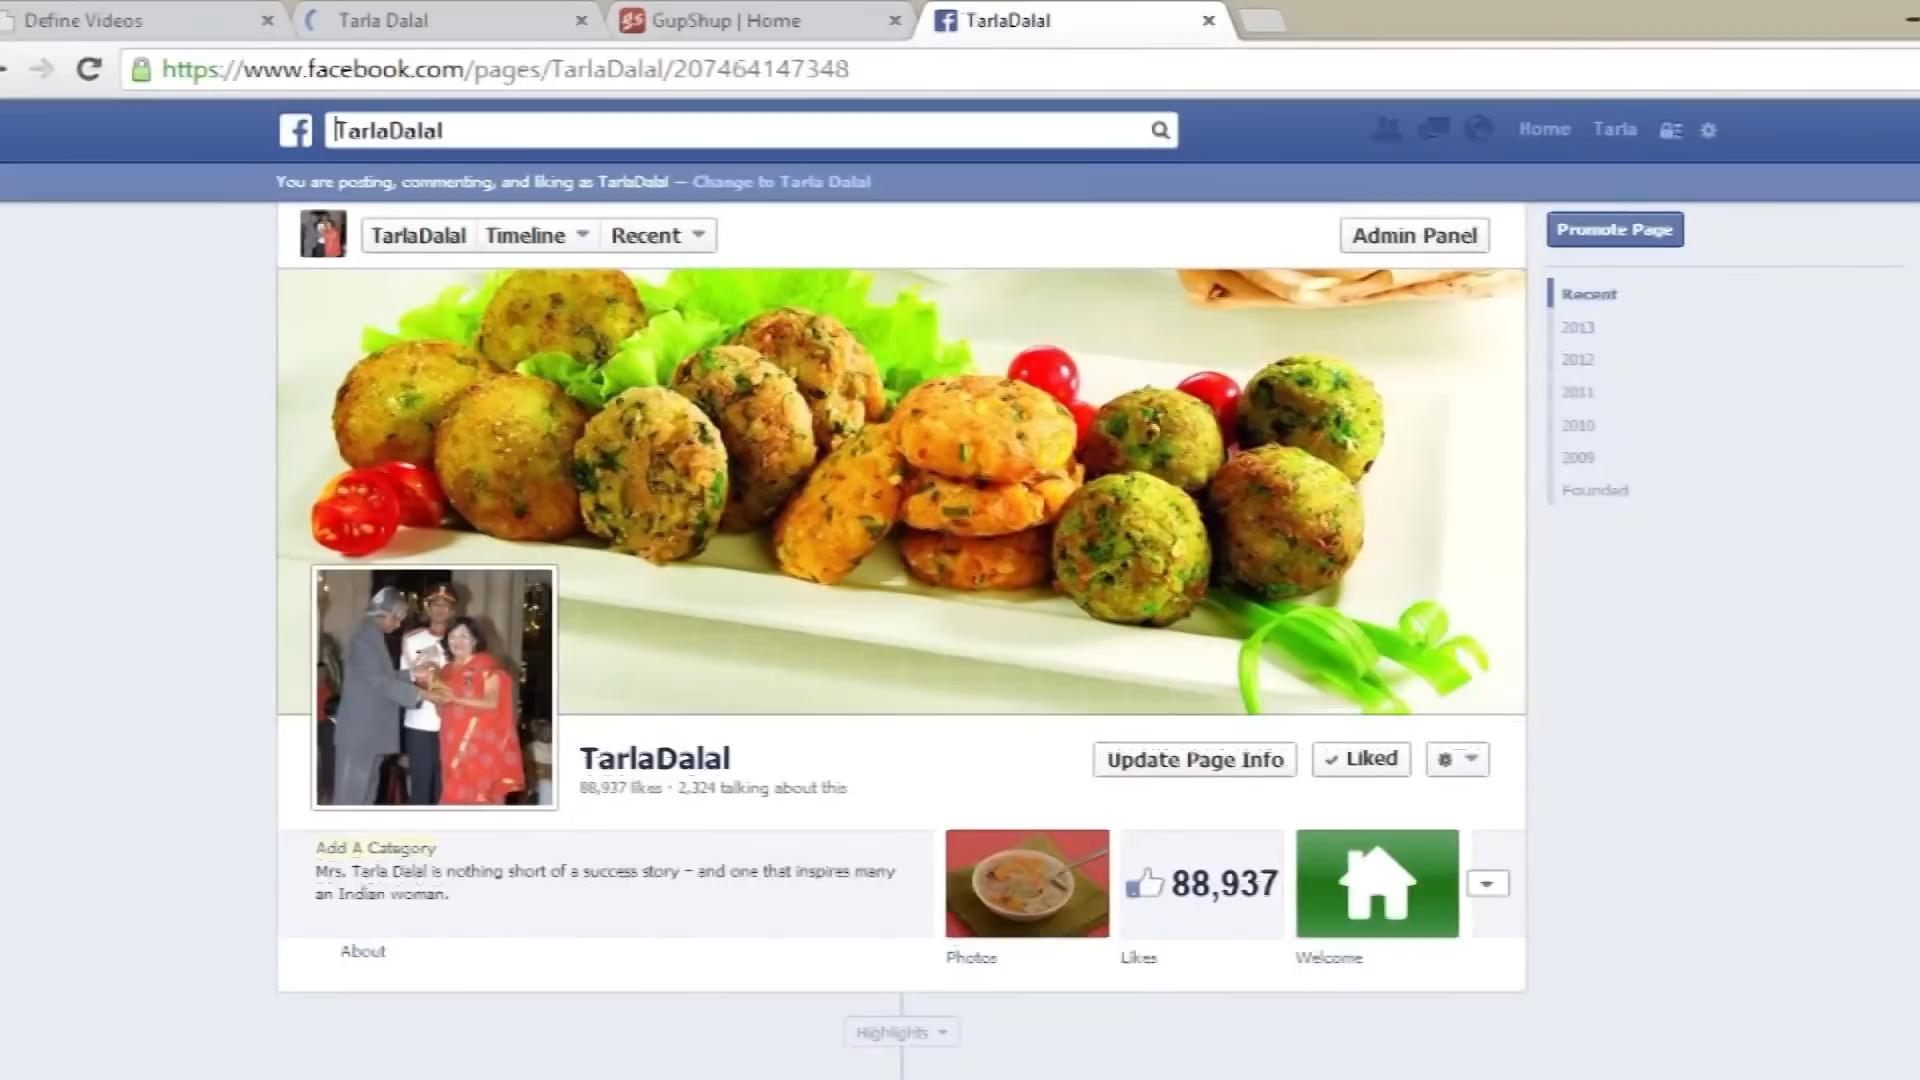 Define Videos
Tarla Dalal
GupShup | Home
TarlaDalal
https://www.facebook.com/pages/TarlaDalal/207464147348
TarlaDalal
Home
Tarla
You are posting, commenting, and liking as TarlaDalal — Change to Tarla Dalal
TarlaDalal
Timeline
Recent
Admin Panel
Promote Page
Recent
2013
2012
2011
2010
2009
Founded
TarlaDalal
88,937 likes · 2,324 talking about this
Update Page Info
Liked
Add A Category
Mrs. Tarla Dalal is nothing short of a success story - and one that inspires many
an Indian woman.
About
88,937
Photos
Likes
Welcome
Highlights